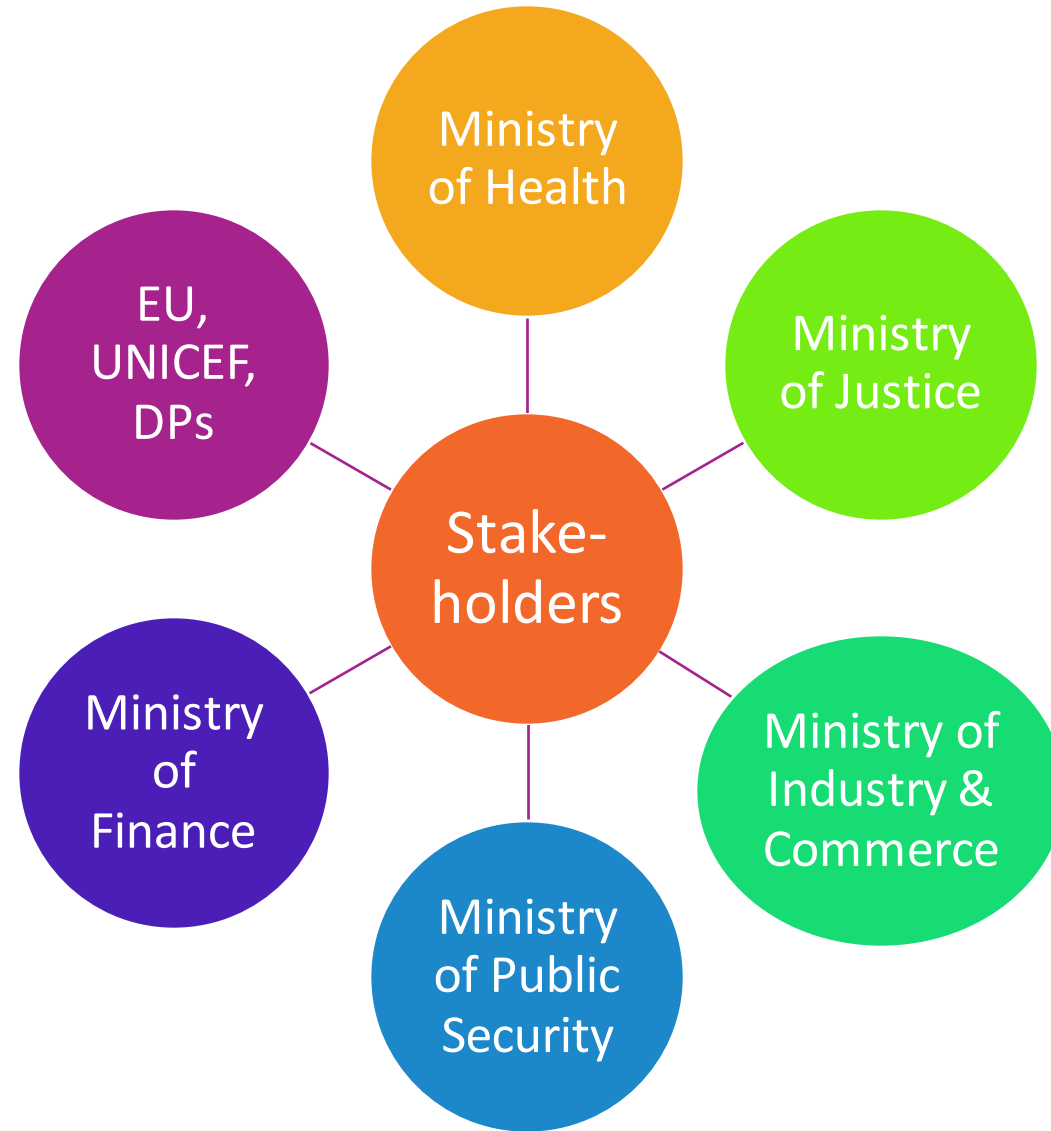 Ministry
of Health
EU,
UNICEF,
DPs
Ministry
of Justice
Stake-
holders
Ministry
of
Finance
Ministry of
Industry &
Commerce
Ministry
of Public
Security